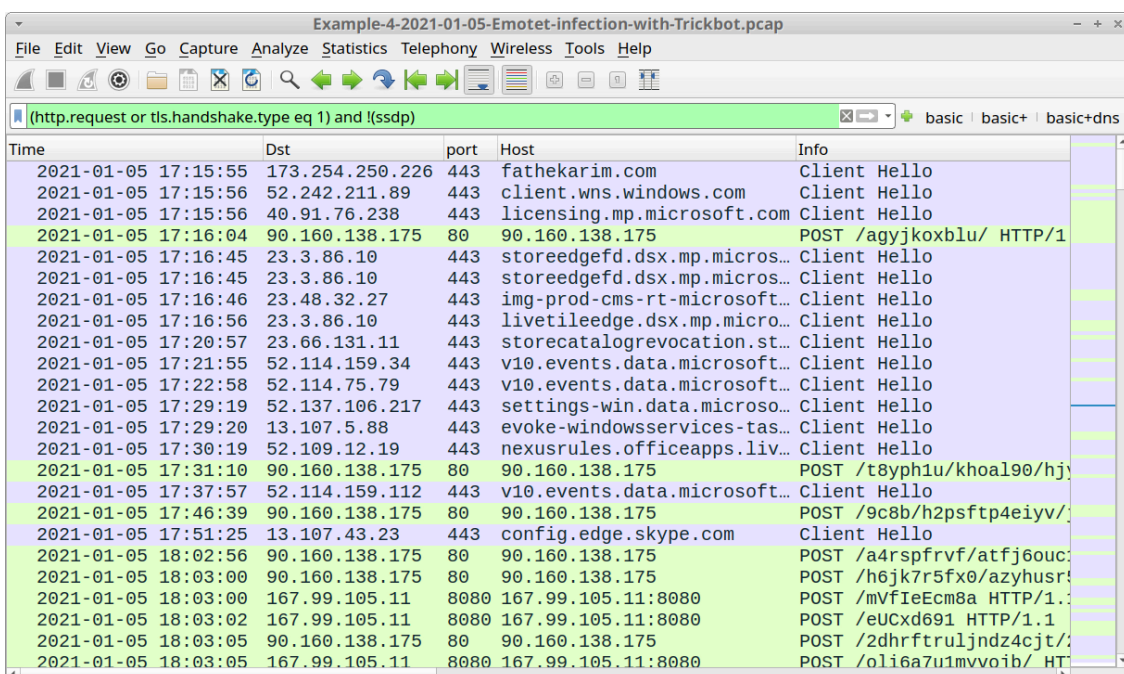 Example-4-2021-01-05-Emotet-infection-with-Trickbot.pcap
File Edit View Go Capture Analyze Statistics Telephony Wireless Tools Help
(http.request or tls.handshake.type eq 1) and !(ssdp) basic basic+ basic+dns
Time Dst port Host Info
2021-01-05 17:15:55 173.254.250.226 443 fathekarim.com Client Hello
2021-01-05 17:15:56 52.242.211.89 443 client.wns.windows.com Client Hello
2021-01-05 17:15:56 40.91.76.238 443 licensing.mp.microsoft.com Client Hello
2021-01-05 17:16:04 90.160.138.175 80 90.160.138.175 POST /agyjkoxblu/ HTTP/1
2021-01-05 17:16:45 23.3.86.10 443 storeedgefd.dsx.mp.micros… Client Hello
2021-01-05 17:16:45 23.3.86.10 443 storeedgefd.dsx.mp.micros… Client Hello
2021-01-05 17:16:46 23.48.32.27 443 img-prod-cms-rt-microsoft… Client Hello
2021-01-05 17:16:56 23.3.86.10 443 livetileedge.dsx.mp.micro… Client Hello
2021-01-05 17:20:57 23.66.131.11 443 storecatalogrevocation.st… Client Hello
2021-01-05 17:21:55 52.114.159.34 443 v10.events.data.microsoft… Client Hello
2021-01-05 17:22:58 52.114.75.79 443 v10.events.data.microsoft… Client Hello
2021-01-05 17:29:19 52.137.106.217 443 settings-win.data.microso… Client Hello
2021-01-05 17:29:20 13.107.5.88 443 evoke-windowsservices-tas… Client Hello
2021-01-05 17:30:19 52.109.12.19 443 nexusrules.officeapps.liv… Client Hello
2021-01-05 17:31:10 90.160.138.175 80 90.160.138.175 POST /t8yph1u/khoal90/hj
2021-01-05 17:37:57 52.114.159.112 443 v10.events.data.microsoft… Client Hello
2021-01-05 17:46:39 90.160.138.175 80 90.160.138.175 POST /9c8b/h2psftp4eiyv/
2021-01-05 17:51:25 13.107.43.23 443 config.edge.skype.com Client Hello
2021-01-05 18:02:56 90.160.138.175 80 90.160.138.175 POST /a4rspfrvf/atfj6ouc
2021-01-05 18:03:00 90.160.138.175 80 90.160.138.175 POST /h6jk7r5fx0/azyhusr
2021-01-05 18:03:00 167.99.105.11 8080 167.99.105.11:8080 POST /mVfIeEcm8a HTTP/1.
2021-01-05 18:03:02 167.99.105.11 8080 167.99.105.11:8080 POST /eUCxd691 HTTP/1.1
2021-01-05 18:03:05 90.160.138.175 80 90.160.138.175 POST /2dhrftruljndz4cjt/
2021-01-05 18:03:05 167.99.105.11 8080 167.99.105.11:8080 POST /oli6a7u1mvvojb/ HT